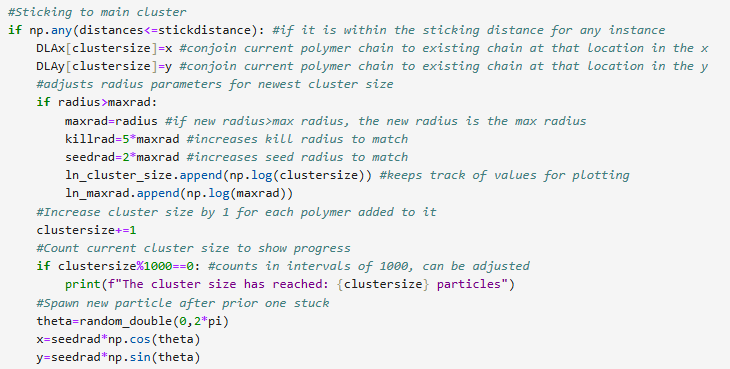 #Sticking to main cluster
if np.any(distances<=stickdistance): #if it is within the sticking distance for any instance
    DLAx[clustersize]=x #conjoin current polymer chain to existing chain at that location in the x
    DLAy[clustersize]=y #conjoin current polymer chain to existing chain at that location in the y
    #adjusts radius parameters for newest cluster size
    if radius>maxrad:
        maxrad=radius #if new radius>max radius, the new radius is the max radius
        killrad=5*maxrad #increases kill radius to match
        seedrad=2*maxrad #increases seed radius to match
        ln_cluster_size.append(np.log(clustersize)) #keeps track of values for plotting
        ln_maxrad.append(np.log(maxrad))
    #Increase cluster size by 1 for each polymer added to it
    clustersize+=1
    #Count current cluster size to show progress
    if clustersize%1000==0: #counts in intervals of 1000, can be adjusted
        print(f"The cluster size has reached: {clustersize} particles")
    #Spawn new particle after prior one stuck
    theta=random_double(0,2*pi)
    x=seedrad*np.cos(theta)
    y=seedrad*np.sin(theta)